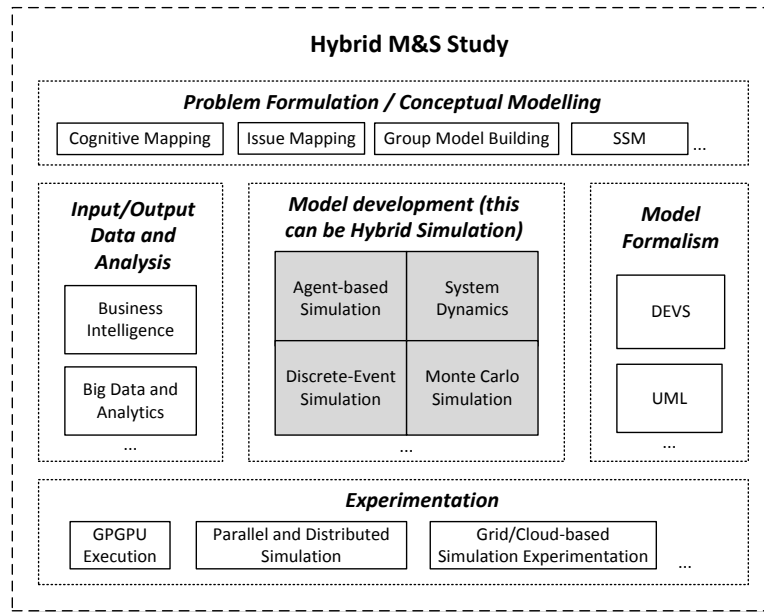 Hybrid M&S Study
Problem Formulation / Conceptual Modelling
Cognitive Mapping
Issue Mapping
Group Model Building
SSM
...
Input/Output
Data and
Analysis
Business
Intelligence
Big Data and
Analytics
...
Model development (this
can be Hybrid Simulation)
Agent-based
Simulation
System
Dynamics
Discrete-Event
Simulation
Monte Carlo
Simulation
...
Model
Formalism
DEVS
UML
...
Experimentation
GPGPU
Execution
Parallel and Distributed
Simulation
Grid/Cloud-based
Simulation Experimentation
...